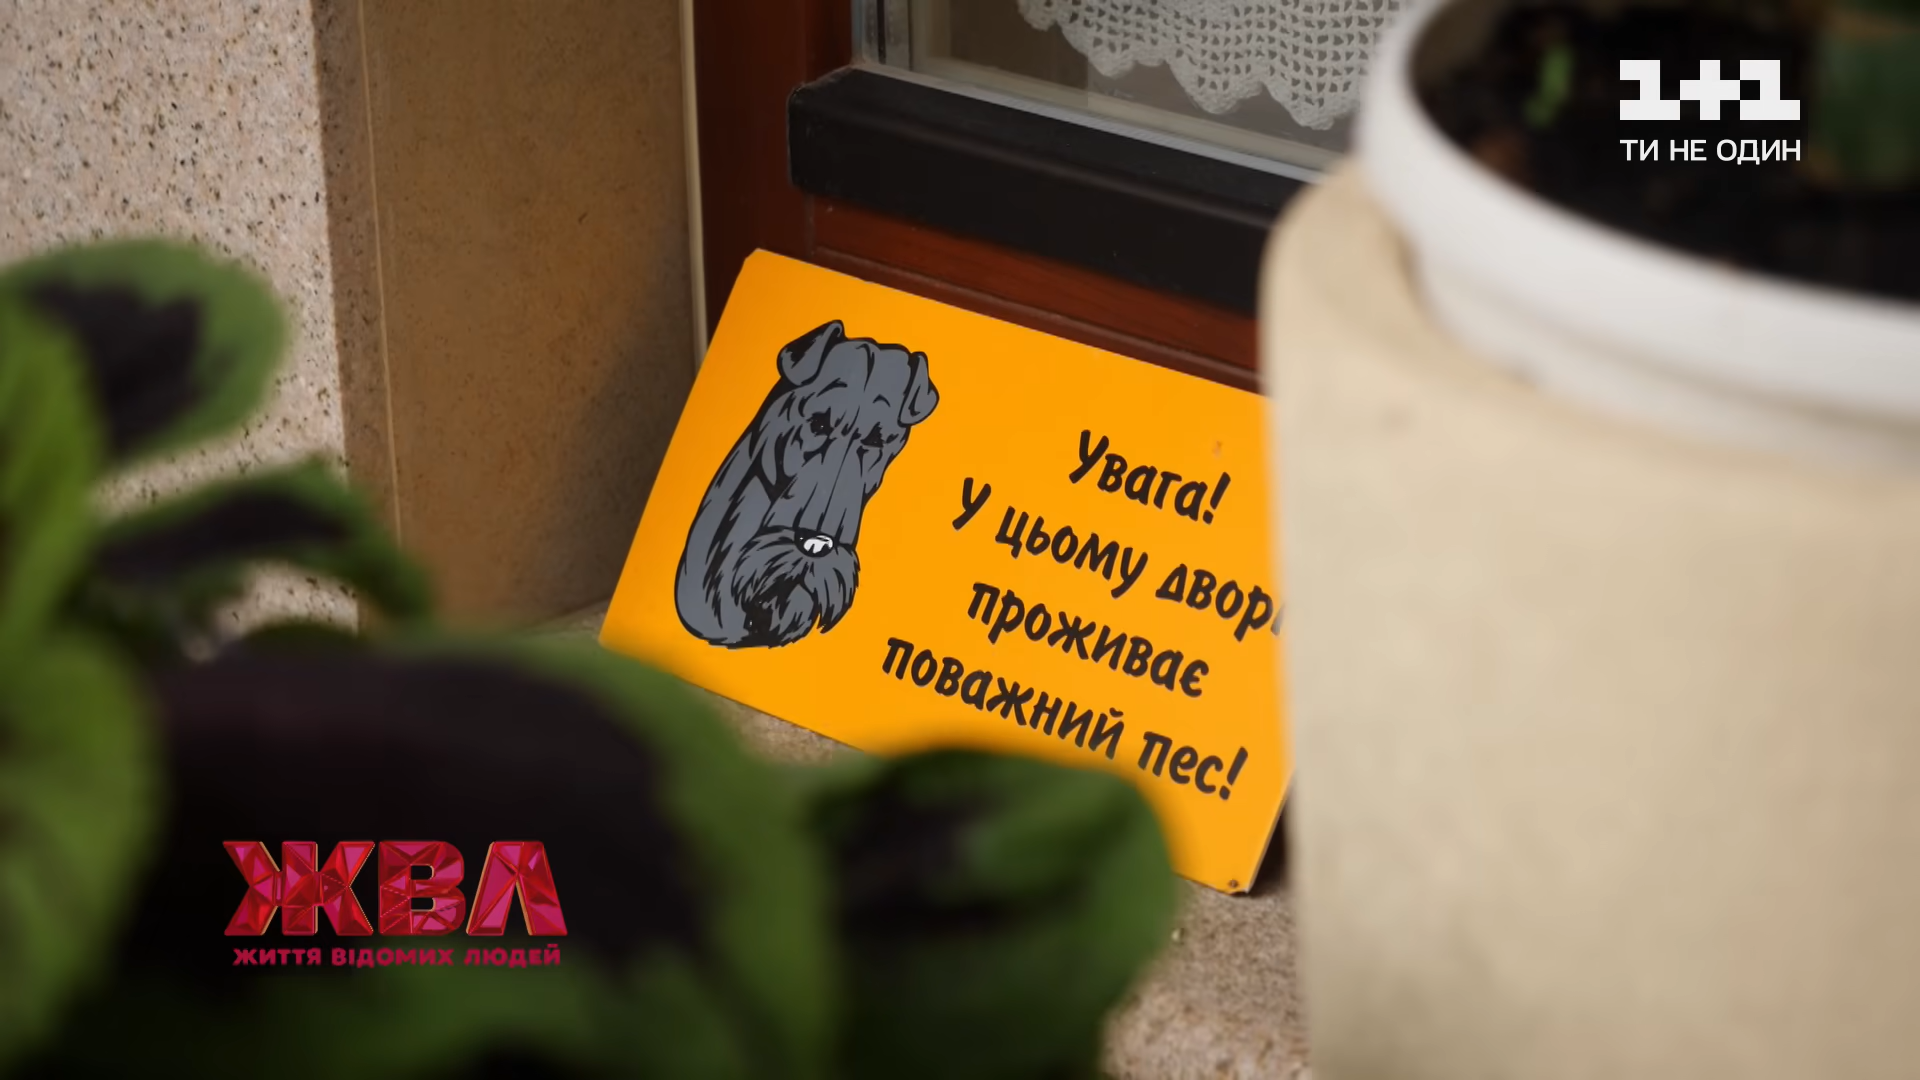 1+1
ТИ НЕ ОДИН
Увага!
У цьому дворі
проживає
поважний пес!
ЖВЛ
ЖИТТЯ ВІДОМИХ ЛЮДЕЙ